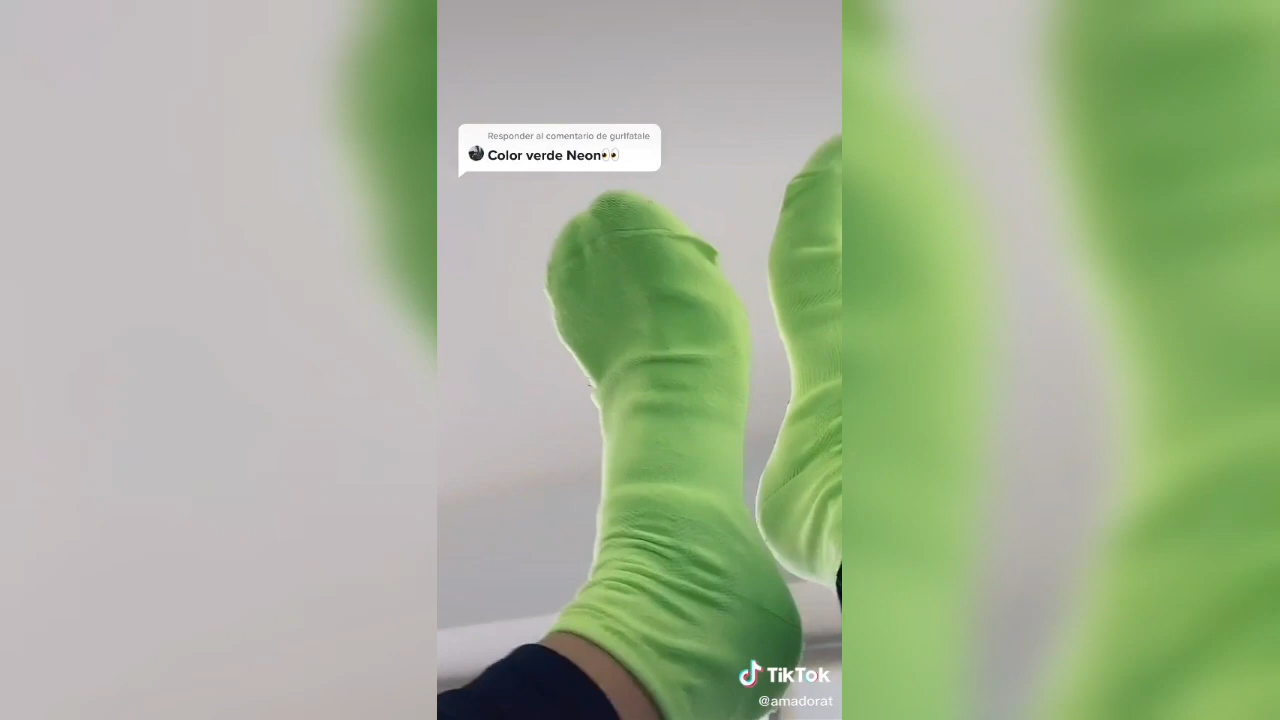 Responder al comentario de gurlfatale
Color verde Neon👀
TikTok
@amadorat